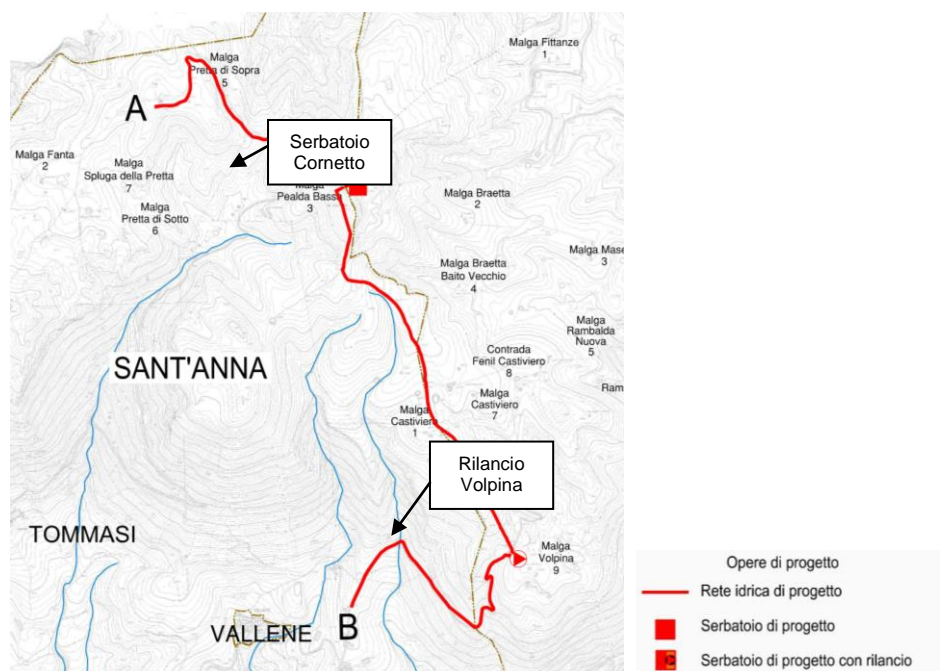 Malga Fittanze
1
Malga
Pretta di Sopra
5
A
Serbatoio
Cornetto
Malga Fanta
2
Malga
Spluga della Pretta
7
Malga
Pretta di Sotto
6
Malga
Pealda Bassa
3
Malga Braetta
2
Malga Braetta
Baito Vecchio
4
Malga Mase
3
Malga
Rambalda
Nuova
5
Contrada
Fenil Castiviero
8
SANT'ANNA
Ram
Malga
Castiviero
7
Malga
Castiviero
1
Rilancio
Volpina
TOMMASI
Malga
Volpina
9
VALLENE
B
Opere di progetto
Rete idrica di progetto
Serbatoio di progetto
Serbatoio di progetto con rilancio